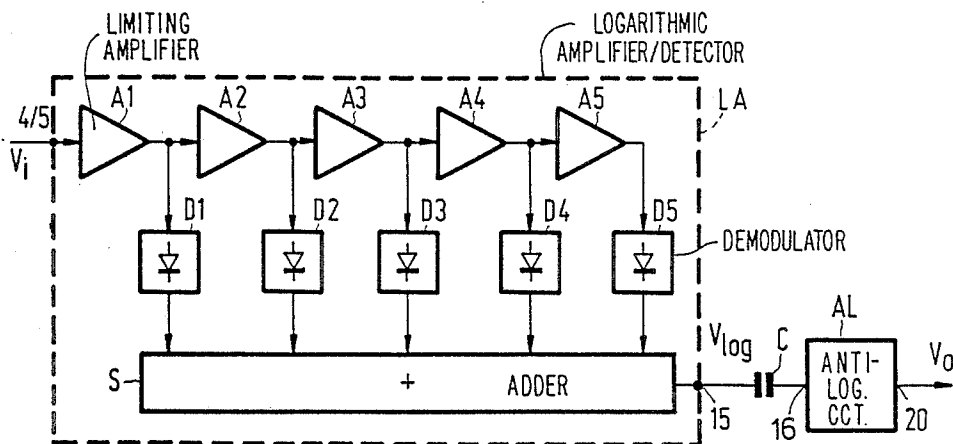 LIMITING
AMPLIFIER
LOGARITHMIC
AMPLIFIER/DETECTOR
A1
A2
A3
A4
A5
LA
4/5
Vi
D1
D2
D3
D4
D5
DEMODULATOR
S
+
ADDER
Vlog
C
AL
ANTI-
LOG.
CCT.
Vo
15
16
20